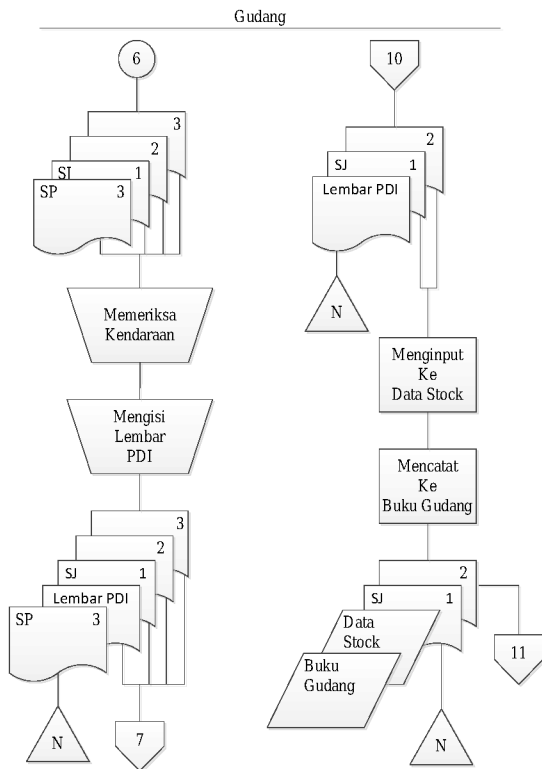 Gudang
6
3
2
SJ 1
SP 3
Memeriksa
Kendaraan
Mengisi
Lembar
PDI
3
2
SJ 1
Lembar PDI
SP 3
N
7
10
2
SJ 1
Lembar PDI
N
Menginput
Ke
Data Stock
Mencatat
Ke
Buku Gudang
2
SJ 1
Data
Stock
Buku
Gudang
11
N